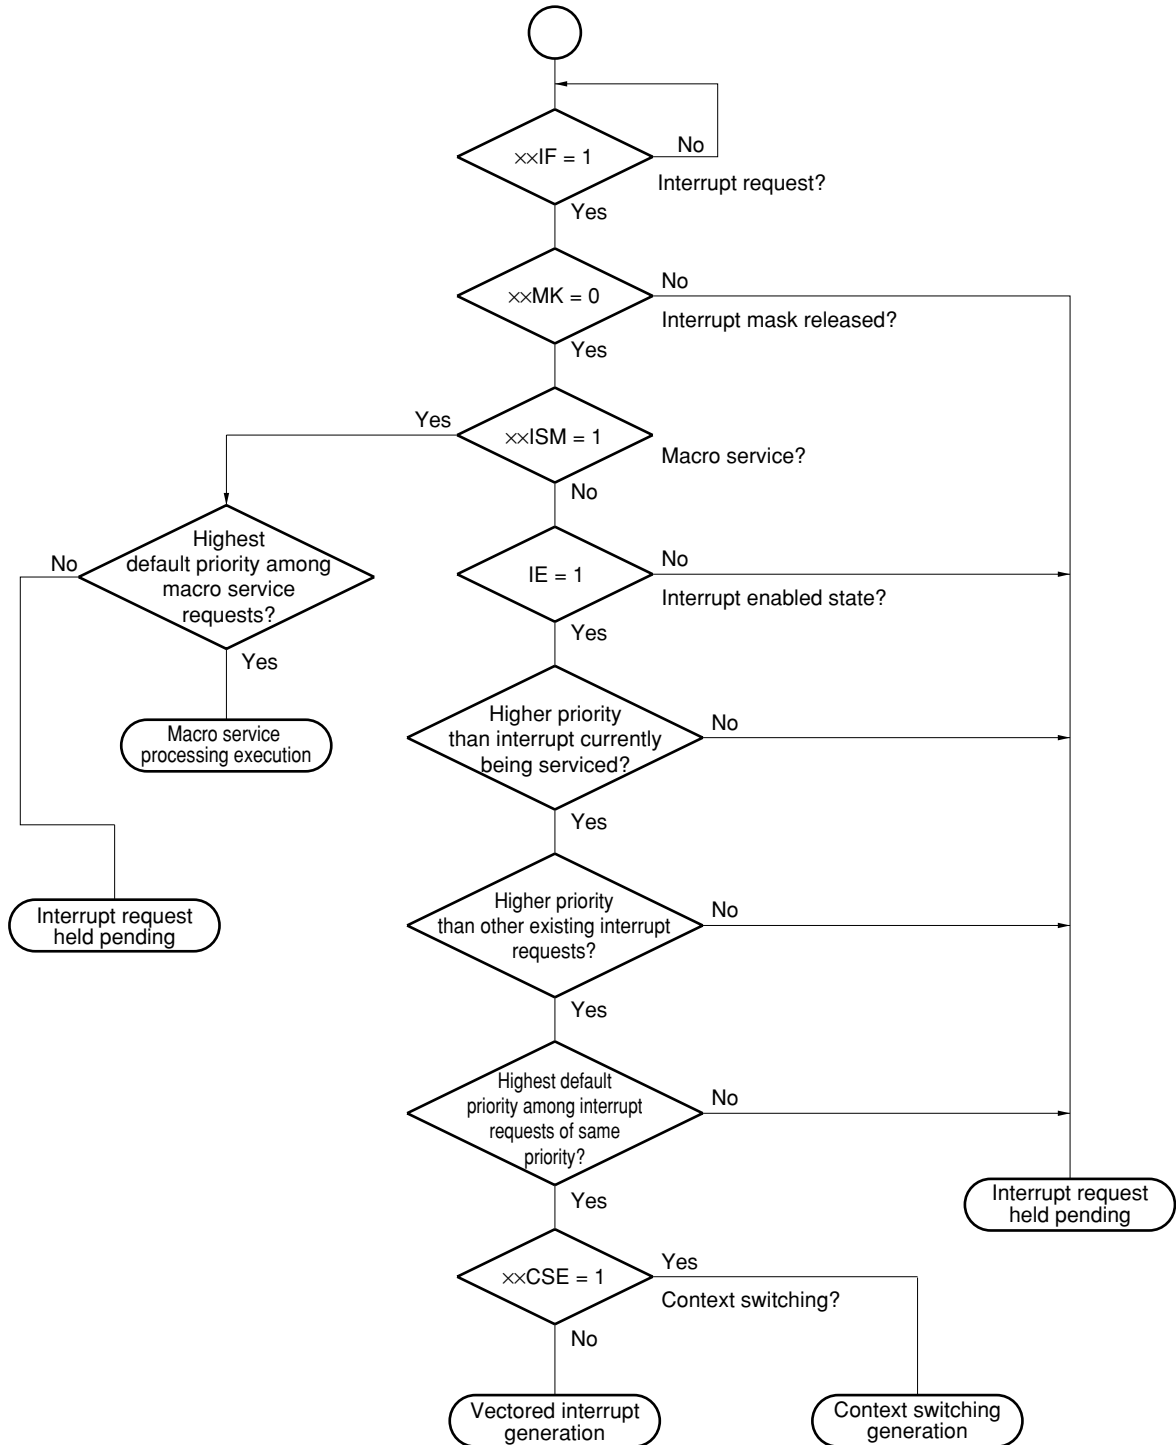 ××IF = 1
No
Interrupt request?
Yes
××MK = 0
No
Interrupt mask released?
Yes
Yes
××ISM = 1
Macro service?
No
Highest
default priority among
macro service
requests?
No
Yes
IE = 1
No
Interrupt enabled state?
Yes
Macro service
processing execution
Higher priority
than interrupt currently
being serviced?
No
Yes
Interrupt request
held pending
Higher priority
than other existing interrupt
requests?
No
Yes
Highest default
priority among interrupt
requests of same
priority?
No
Yes
Interrupt request
held pending
××CSE = 1
Yes
Context switching?
No
Vectored interrupt
generation
Context switching
generation